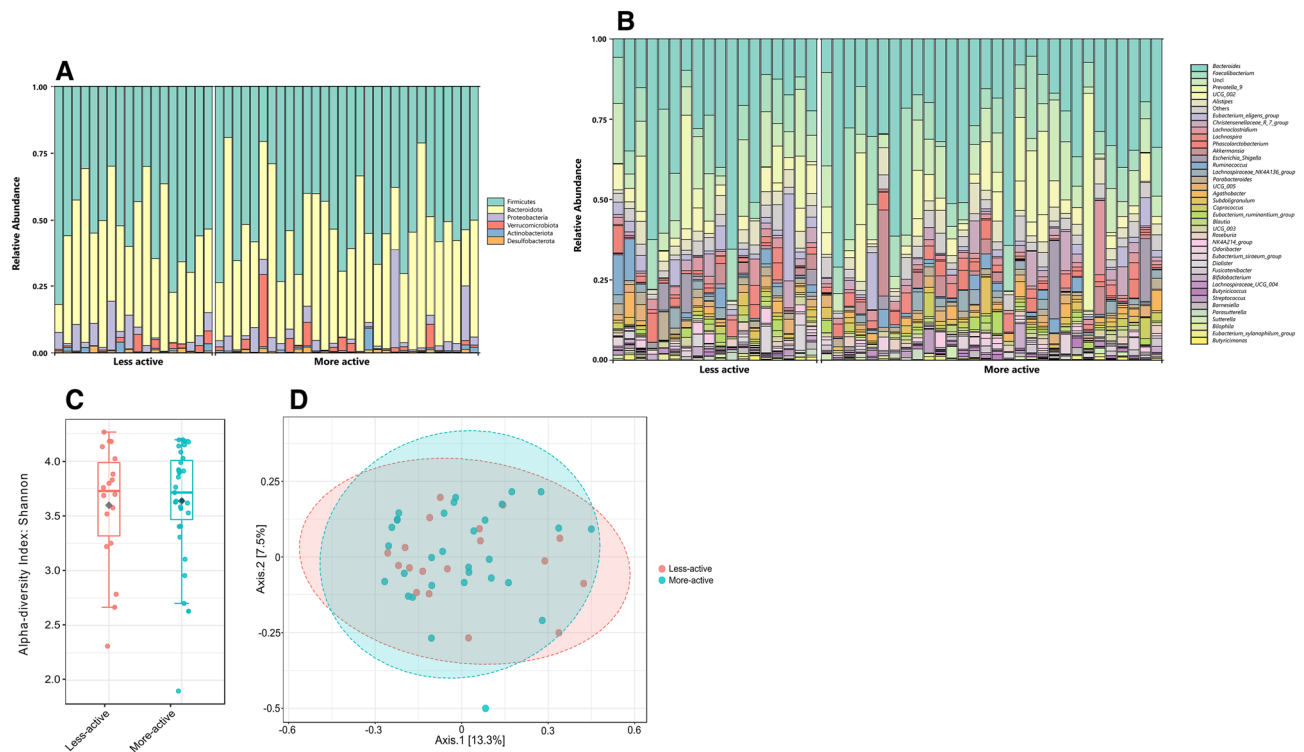 A
1.00
0.75
0.50
0.25
0.00
Relative Abundance
Less active
More active
Firmicutes
Bacteroidota
Proteobacteria
Verrucomicrobiota
Actinobacteriota
Desulfobacterota
B
1.00
0.75
0.50
0.25
0.00
Relative Abundance
Less active
More active
Bacteroides
Faecalibacterium
Uncl
Prevotella_9
UCG_002
Alistipes
Others
Eubacterium_eligens_group
Christensenellaceae_R_7_group
Lachnoclostridium
Lachnospira
Phascolarctobacterium
Akkermansia
Escherichia_Shigella
Ruminococcus
Lachnospiraceae_NK4A136_group
Parabacteroides
UCG_005
Agathobacter
Subdoligranulum
Coprococcus
Eubacterium_ruminantium_group
Blautia
UCG_003
Roseburia
NK4A214_group
Odoribacter
Eubacterium_siraeum_group
Dialister
Fusicatenibacter
Bifidobacterium
Lachnospiraceae_UCG_004
Butyricicoccus
Streptococcus
Barnesiella
Parasutterella
Sutterella
Bilophila
Eubacterium_xylanophilum_group
Butyricimonas
C
4.0
3.5
3.0
2.5
2.0
Alpha-diversity Index: Shannon
Less-active
More-active
D
0.25
0
-0.25
-0.5
Axis.2 [7.5%]
-0.6
-0.3
0
0.3
0.6
Axis.1 [13.3%]
Less-active
More-active